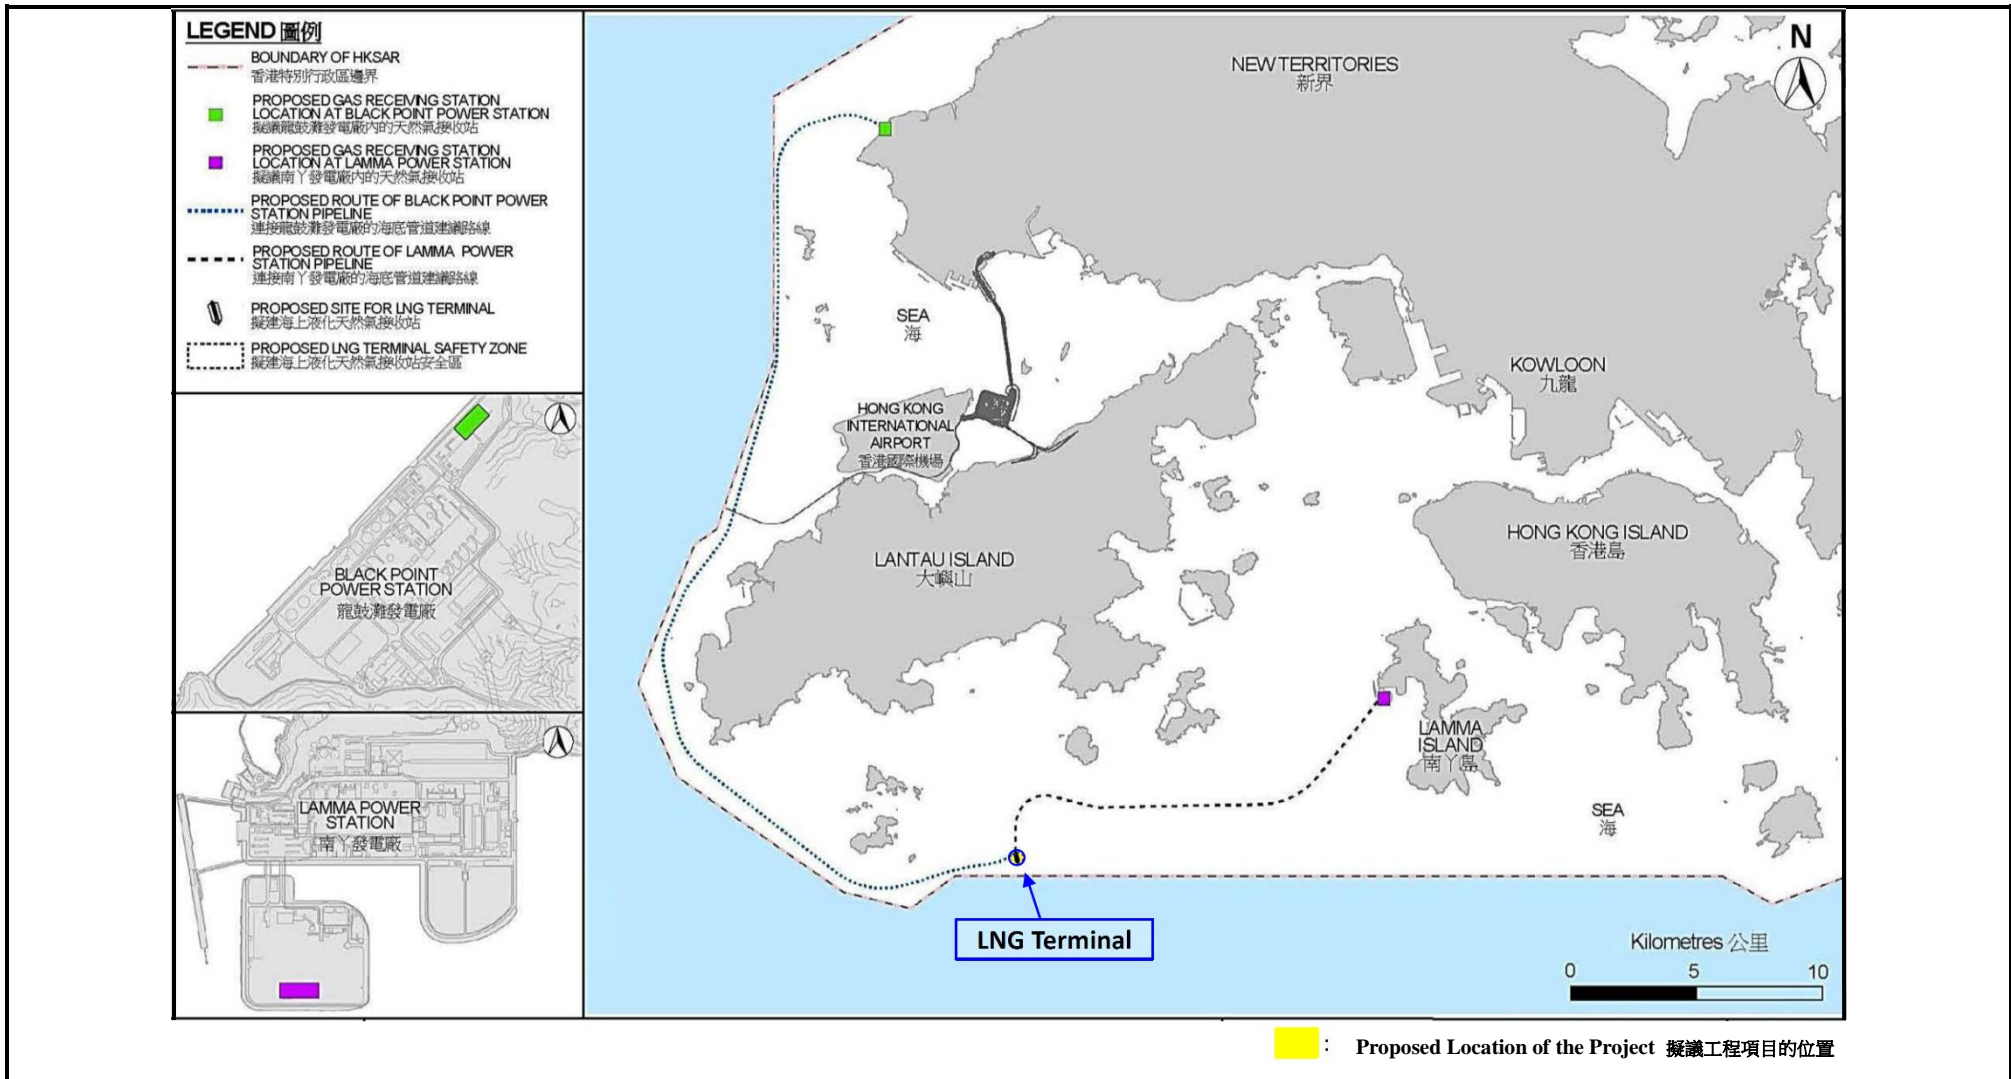 LEGEND 圖例
BOUNDARY OF HKSAR
香港特別行政區邊界
PROPOSED GAS RECEIVING STATION
LOCATION AT BLACK POINT POWER STATION
擬議龍鼓灘發電廠內的天然氣接收站
PROPOSED GAS RECEIVING STATION
LOCATION AT LAMMA POWER STATION
擬議南丫發電廠內的天然氣接收站
PROPOSED ROUTE OF BLACK POINT POWER
STATION PIPELINE
連接龍鼓灘發電廠的海底管道建議路線
PROPOSED ROUTE OF LAMMA POWER
STATION PIPELINE
連接南丫發電廠的海底管道建議路線
PROPOSED SITE FOR LNG TERMINAL
擬建海上液化天然氣接收站
PROPOSED LNG TERMINAL SAFETY ZONE
擬建海上液化天然氣接收站安全區
BLACK POINT
POWER STATION
龍鼓灘發電廠
LAMMA POWER
STATION
南丫發電廠
N
NEW TERRITORIES
新界
SEA
海
KOWLOON
九龍
HONG KONG
INTERNATIONAL
AIRPORT
香港國際機場
HONG KONG ISLAND
香港島
LANTAU ISLAND
大嶼山
LAMMA
ISLAND
南丫島
SEA
海
LNG Terminal
Kilometres 公里
0 5 10
: Proposed Location of the Project 擬議工程項目的位置